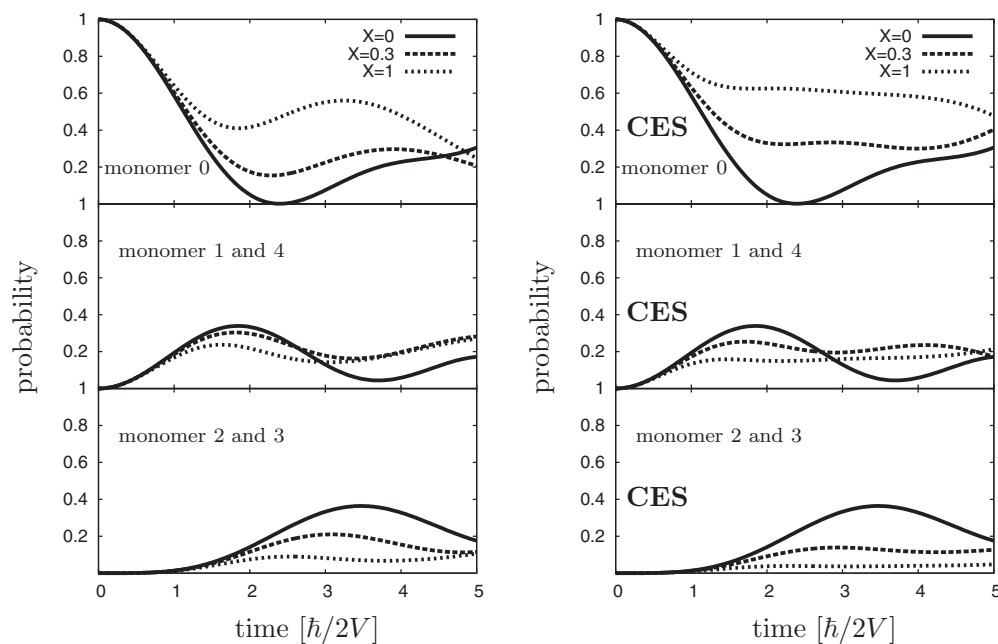 1
0.8
0.6
0.4
0.2
X=0
X=0.3
X=1
monomer 0
1
0.8
0.6
0.4
0.2
monomer 1 and 4
probability
1
0.8
0.6
0.4
0.2
monomer 2 and 3
0 1 2 3 4 5
time [ħ/2V]
1
0.8
0.6
0.4
0.2
X=0
X=0.3
X=1
CES
monomer 0
1
0.8
0.6
0.4
0.2
monomer 1 and 4
CES
probability
1
0.8
0.6
0.4
0.2
monomer 2 and 3
CES
0 1 2 3 4 5
time [ħ/2V]